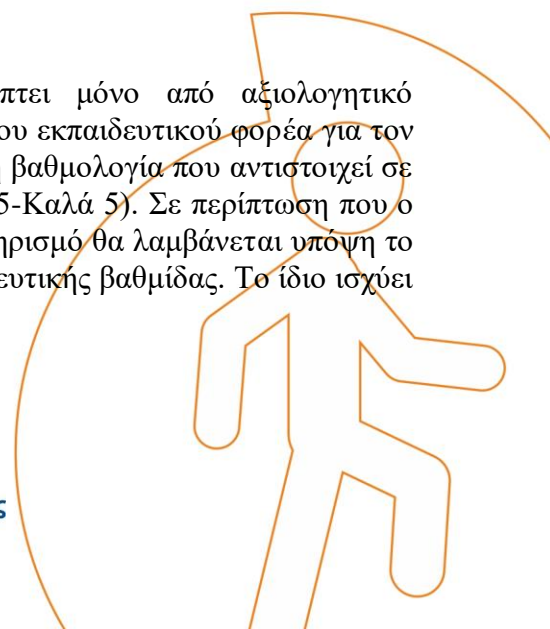 πτει μόνο από αξιολογητικό
ου εκπαιδευτικού φορέα για τον
η βαθμολογία που αντιστοιχεί σε
5-Καλά 5). Σε περίπτωση που ο
ηρισμό θα λαμβάνεται υπόψη το
ευτικής βαθμίδας. Το ίδιο ισχύει
ς